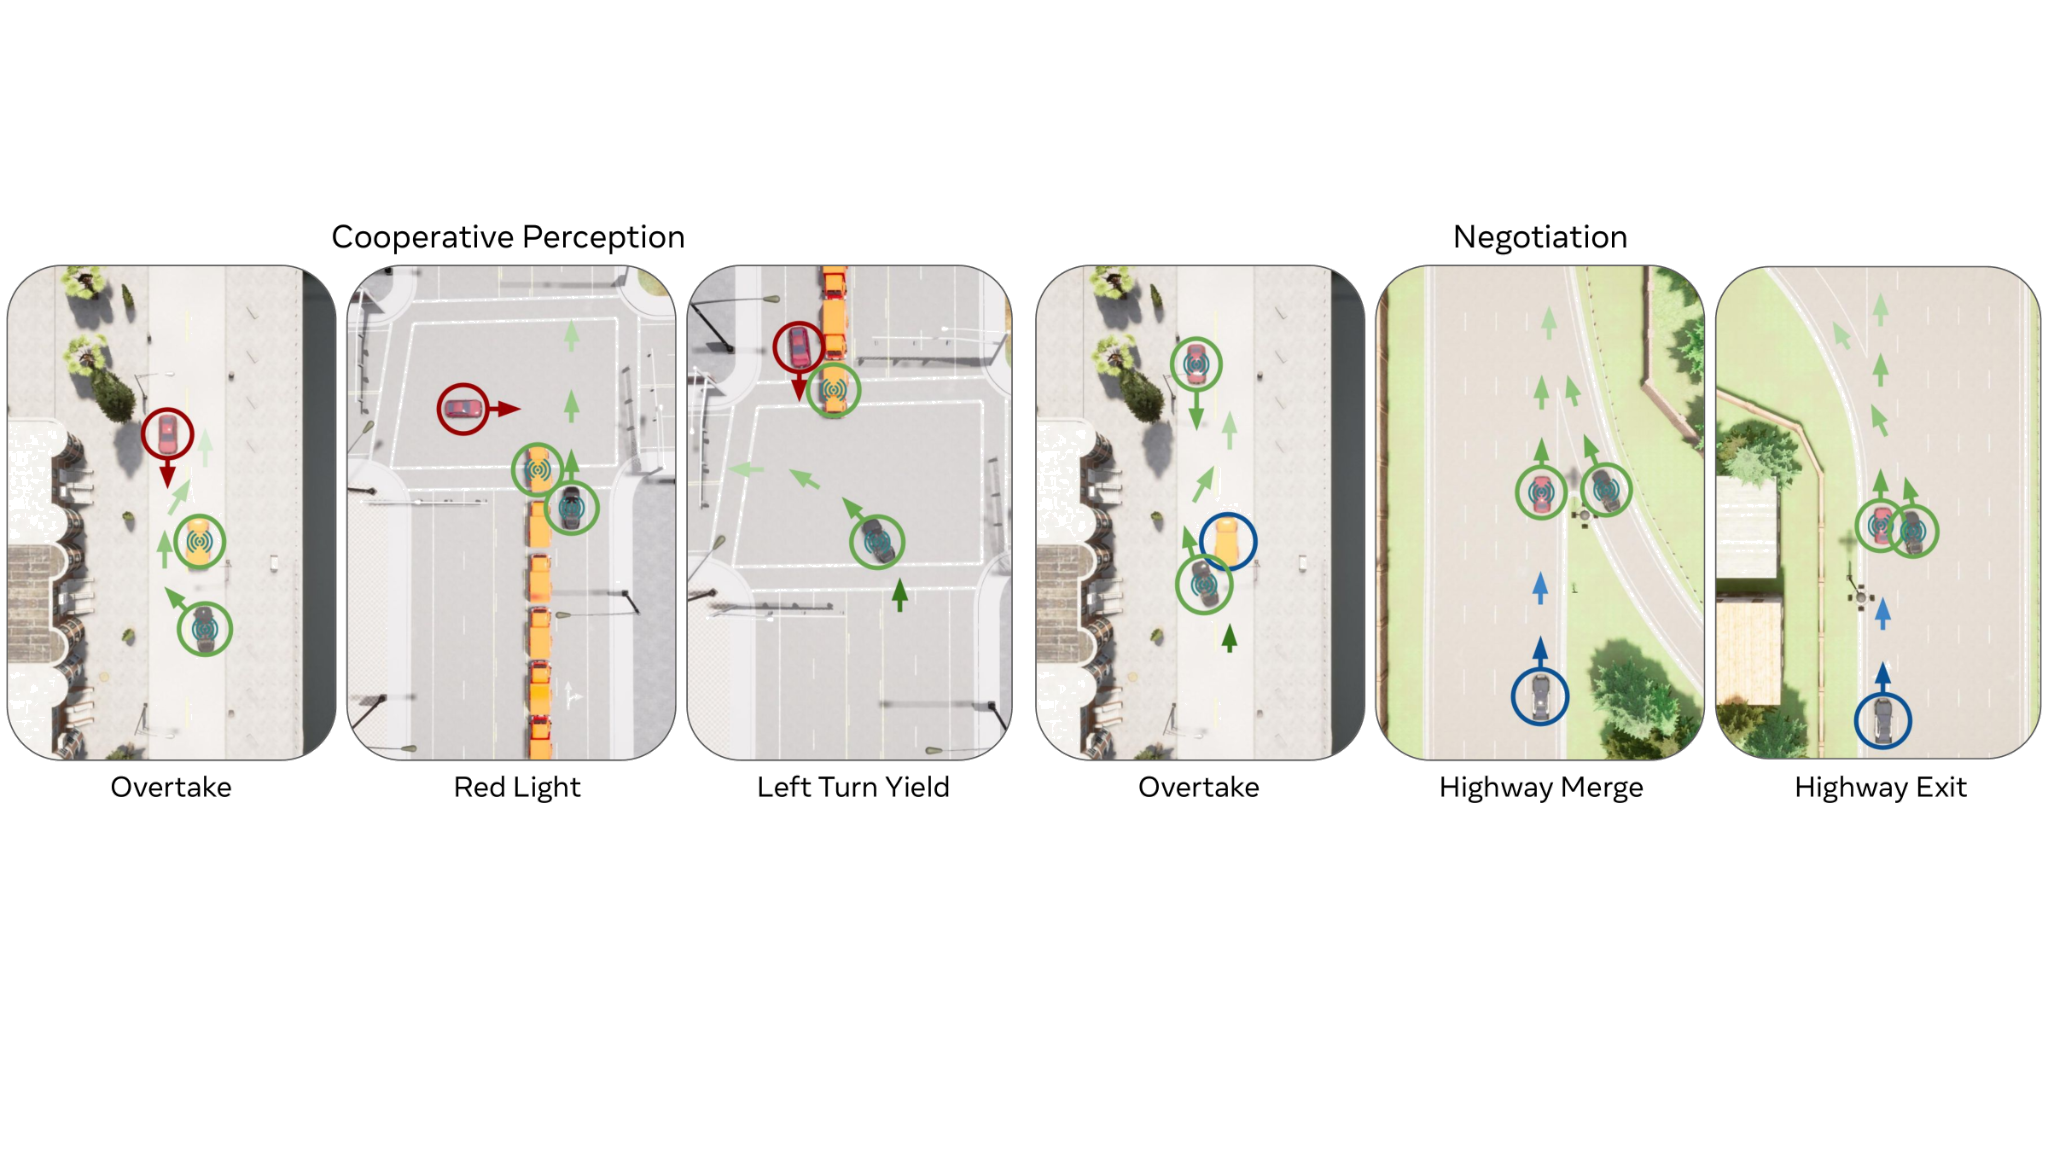 Cooperative Perception
Negotiation
Overtake
Red Light
Left Turn Yield
Overtake
Highway Merge
Highway Exit